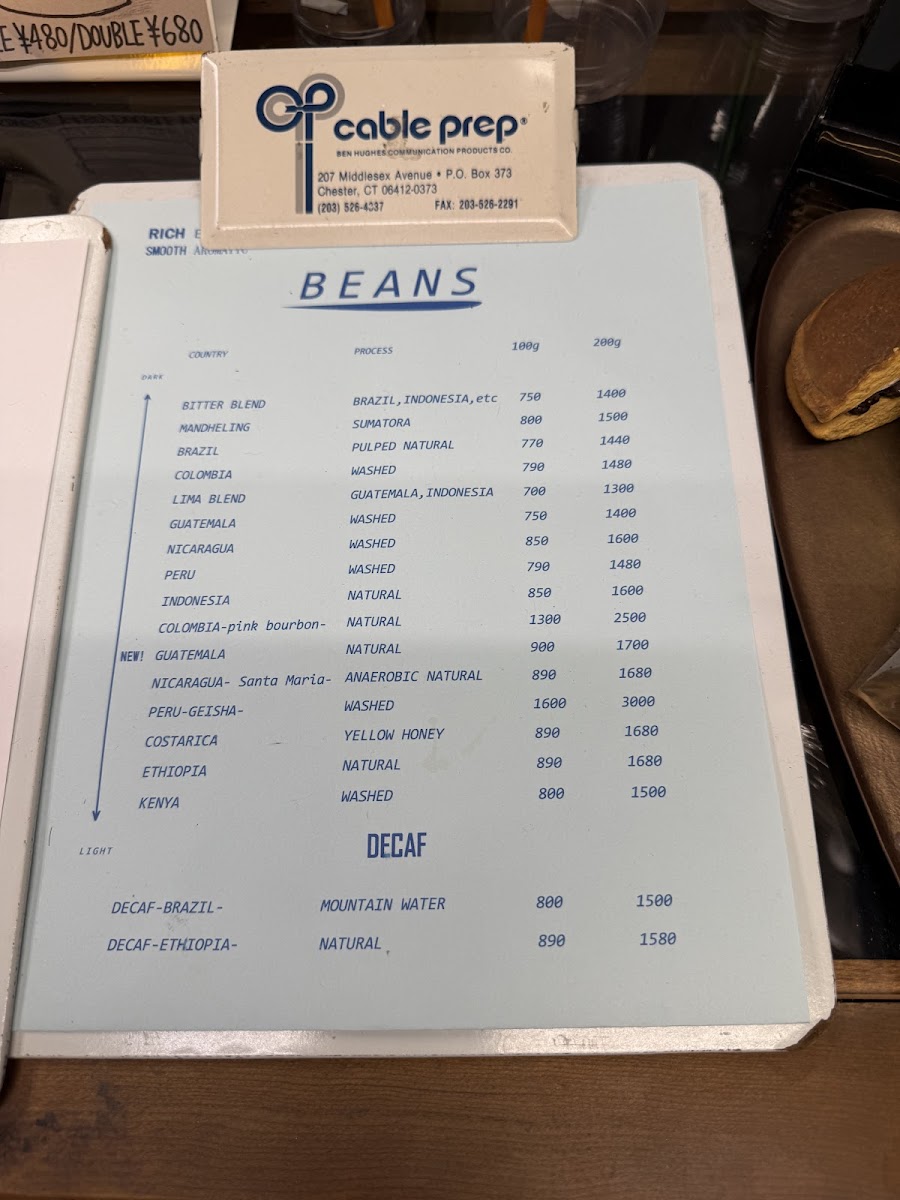 E ¥480/DOUBLE ¥680
cable prep®
BEN HUGHES COMMUNICATION PRODUCTS CO.
207 Middlesex Avenue • P.O. Box 373
Chester, CT 06412-0373
(203) 526-4337 FAX: 203-526-2291
RICH
SMOOTH AROMATIC
BEANS
COUNTRY PROCESS 100g 200g
DARK
BITTER BLEND BRAZIL,INDONESIA,etc 750 1400
MANDHELING SUMATORA 800 1500
BRAZIL PULPED NATURAL 770 1440
COLOMBIA WASHED 790 1480
LIMA BLEND GUATEMALA,INDONESIA 700 1300
GUATEMALA WASHED 750 1400
NICARAGUA WASHED 850 1600
PERU WASHED 790 1480
INDONESIA NATURAL 850 1600
COLOMBIA-pink bourbon- NATURAL 1300 2500
NEW! GUATEMALA NATURAL 900 1700
NICARAGUA- Santa Maria- ANAEROBIC NATURAL 890 1680
PERU-GEISHA- WASHED 1600 3000
COSTARICA YELLOW HONEY 890 1680
ETHIOPIA NATURAL 890 1680
KENYA WASHED 800 1500
LIGHT
DECAF
DECAF-BRAZIL- MOUNTAIN WATER 800 1500
DECAF-ETHIOPIA- NATURAL 890 1580